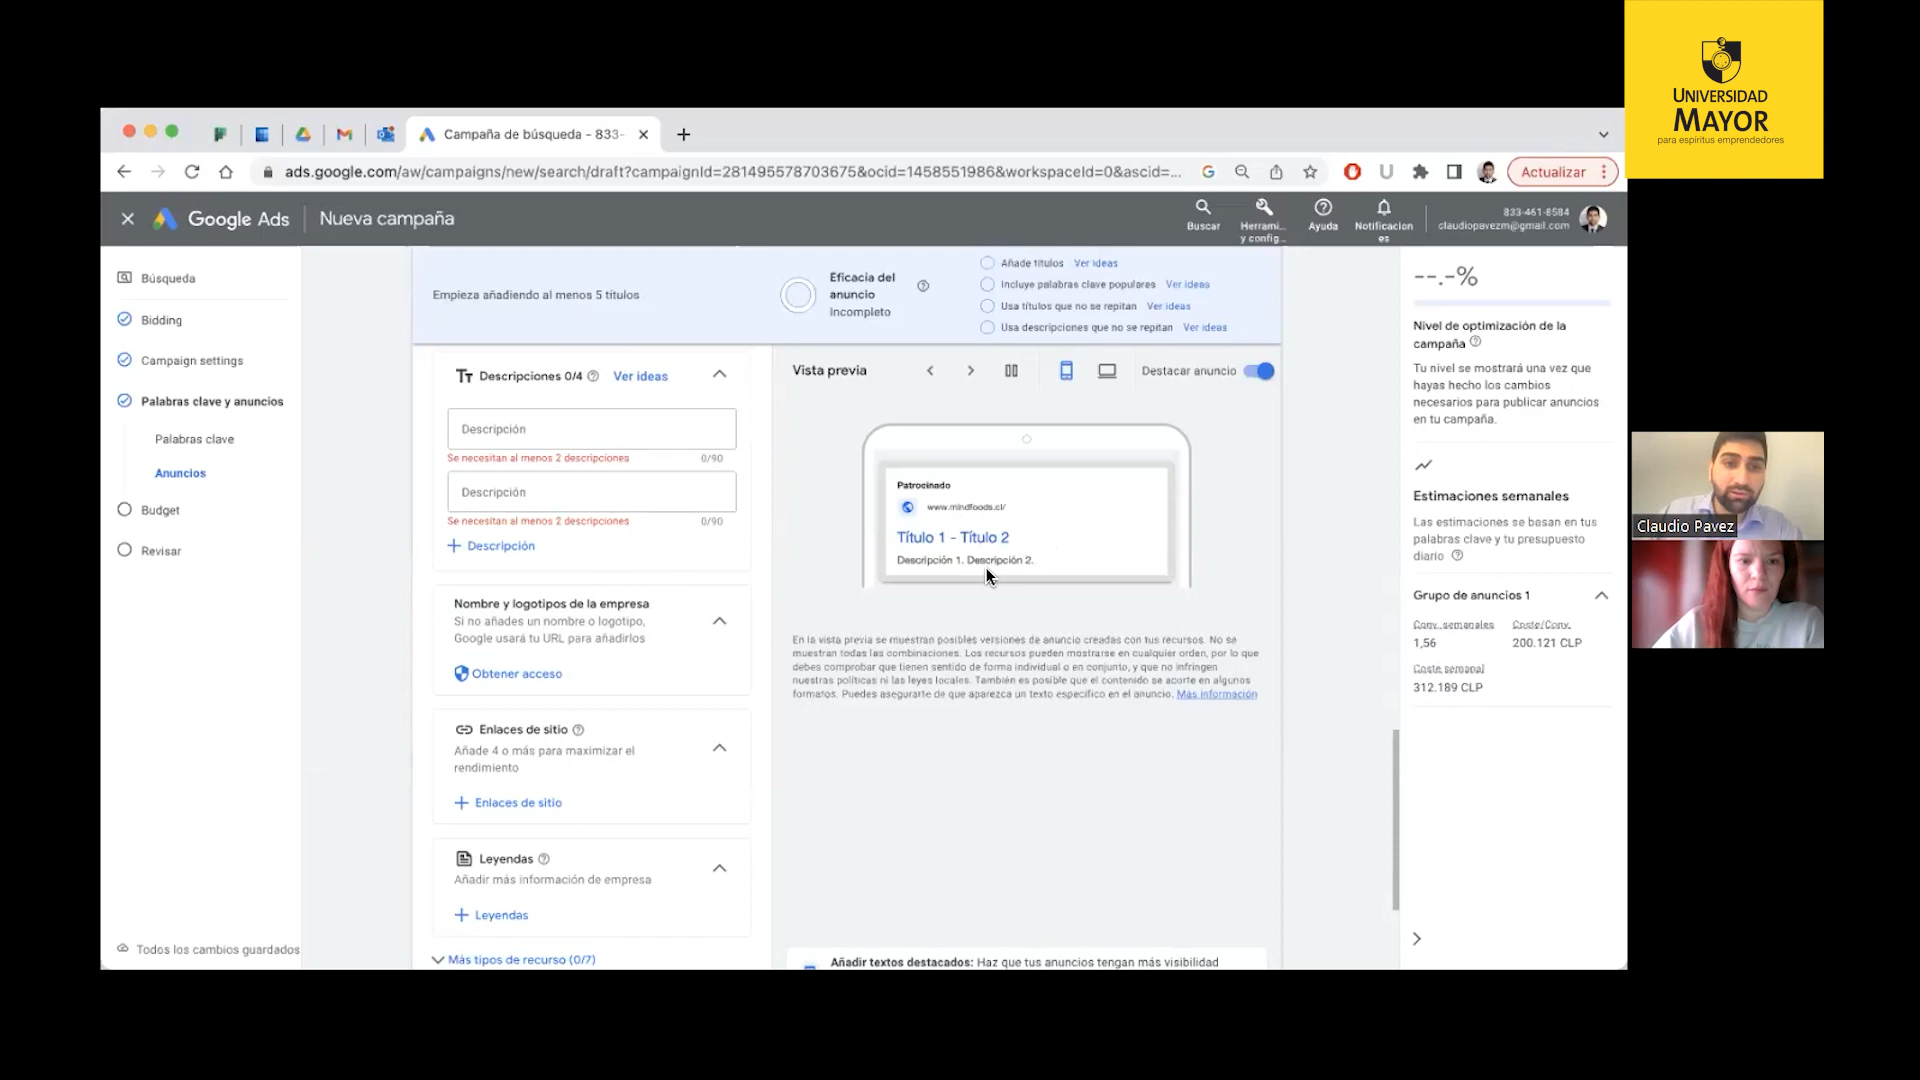 UNIVERSIDAD
MAYOR
para espíritus emprendedores
Campaña de búsqueda - 833-
ads.google.com/aw/campaigns/new/search/draft?campaignId=281495578703675&ocid=1458551986&workspaceId=0&ascid=...
Actualizar
Google Ads
Nueva campaña
Buscar
Herrami... y config...
Ayuda
Notificacion es
833-461-8584
claudiopavezm@gmail.com
Búsqueda
Bidding
Campaign settings
Palabras clave y anuncios
Palabras clave
Anuncios
Budget
Revisar
Todos los cambios guardados
Empieza añadiendo al menos 5 títulos
Eficacia del
anuncio
Incompleto
Añade títulos Ver ideas
Incluye palabras clave populares Ver ideas
Usa títulos que no se repitan Ver ideas
Usa descripciones que no se repitan Ver ideas
Descripciones 0/4 Ver ideas
Descripción
Se necesitan al menos 2 descripciones 0/90
Descripción
Se necesitan al menos 2 descripciones 0/90
+ Descripción
Nombre y logotipos de la empresa
Si no añades un nombre o logotipo,
Google usará tu URL para añadirlos
Obtener acceso
Enlaces de sitio
Añade 4 o más para maximizar el
rendimiento
+ Enlaces de sitio
Leyendas
Añadir más información de empresa
+ Leyendas
Más tipos de recurso (0/7)
Vista previa
Destacar anuncio
Patrocinado
www.mindfoods.cl/
Título 1 - Título 2
Descripción 1. Descripción 2.
En la vista previa se muestran posibles versiones de anuncio creadas con tus recursos. No se
muestran todas las combinaciones. Los recursos pueden mostrarse en cualquier orden, por lo que
debes comprobar que tienen sentido de forma individual o en conjunto, y que no infringen
nuestras políticas ni las leyes locales. También es posible que el contenido se acorte en algunos
formatos. Puedes asegurarte de que aparezca un texto específico en el anuncio. Más información
Añadir textos destacados: Haz que tus anuncios tengan más visibilidad
--.-%
Nivel de optimización de la
campaña
Tu nivel se mostrará una vez que
hayas hecho los cambios
necesarios para publicar anuncios
en tu campaña.
Estimaciones semanales
Las estimaciones se basan en tus
palabras clave y tu presupuesto
diario
Grupo de anuncios 1
Conv. semanales Coste/Conv.
1,56 200.121 CLP
Coste semanal
312.189 CLP
Claudio Pavez